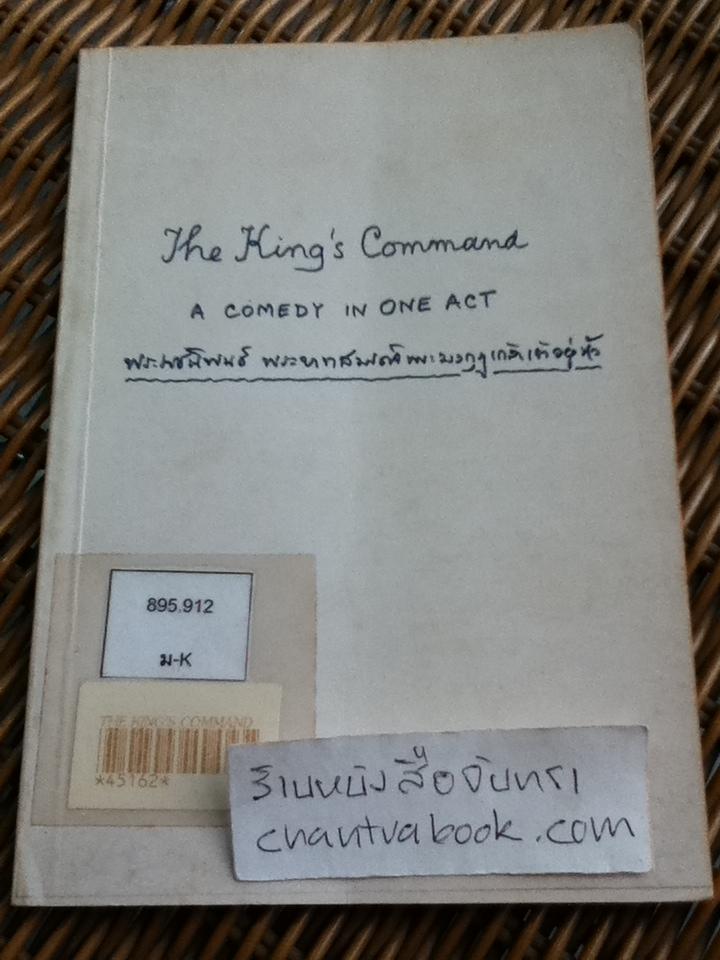 The King's Command
A COMEDY IN ONE ACT
พระราชนิพนธ์ พระบาทสมเด็จพระมงกุฎเกล้าเจ้าอยู่หัว
895.912
ม-K
THE KING'S COMMAND
*45162*
ร้านหนังสือจันทรา
chantrabook.com